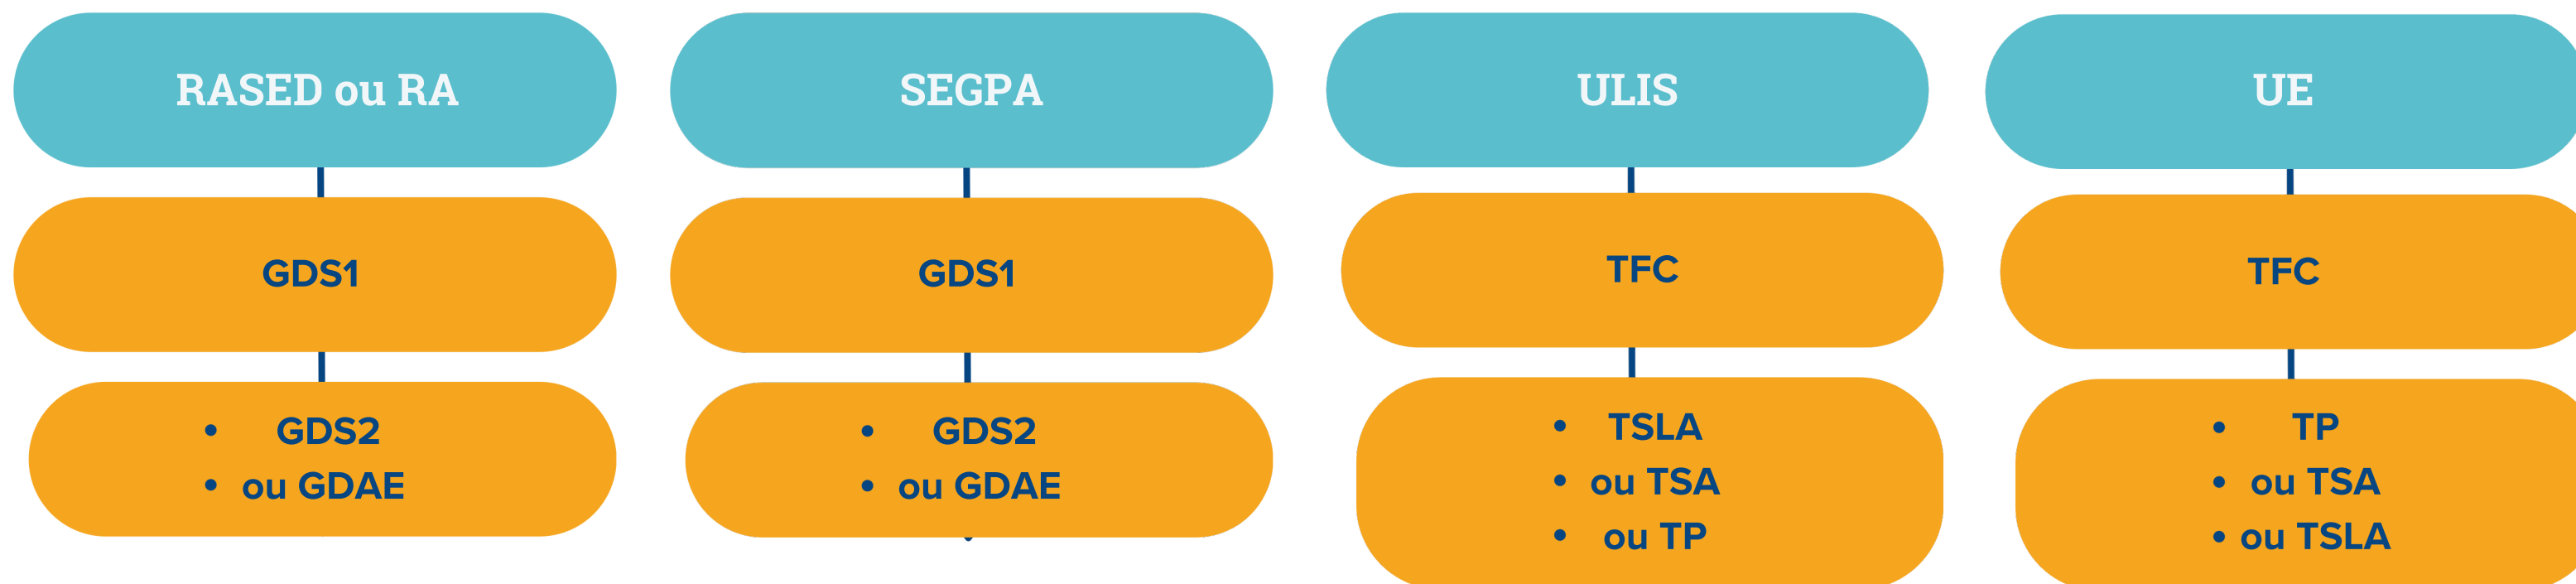 RASED ou RA
GDS1
• GDS2
• ou GDAE
SEGPA
GDS1
• GDS2
• ou GDAE
ULIS
TFC
• TSLA
• ou TSA
• ou TP
UE
TFC
• TP
• ou TSA
• ou TSLA